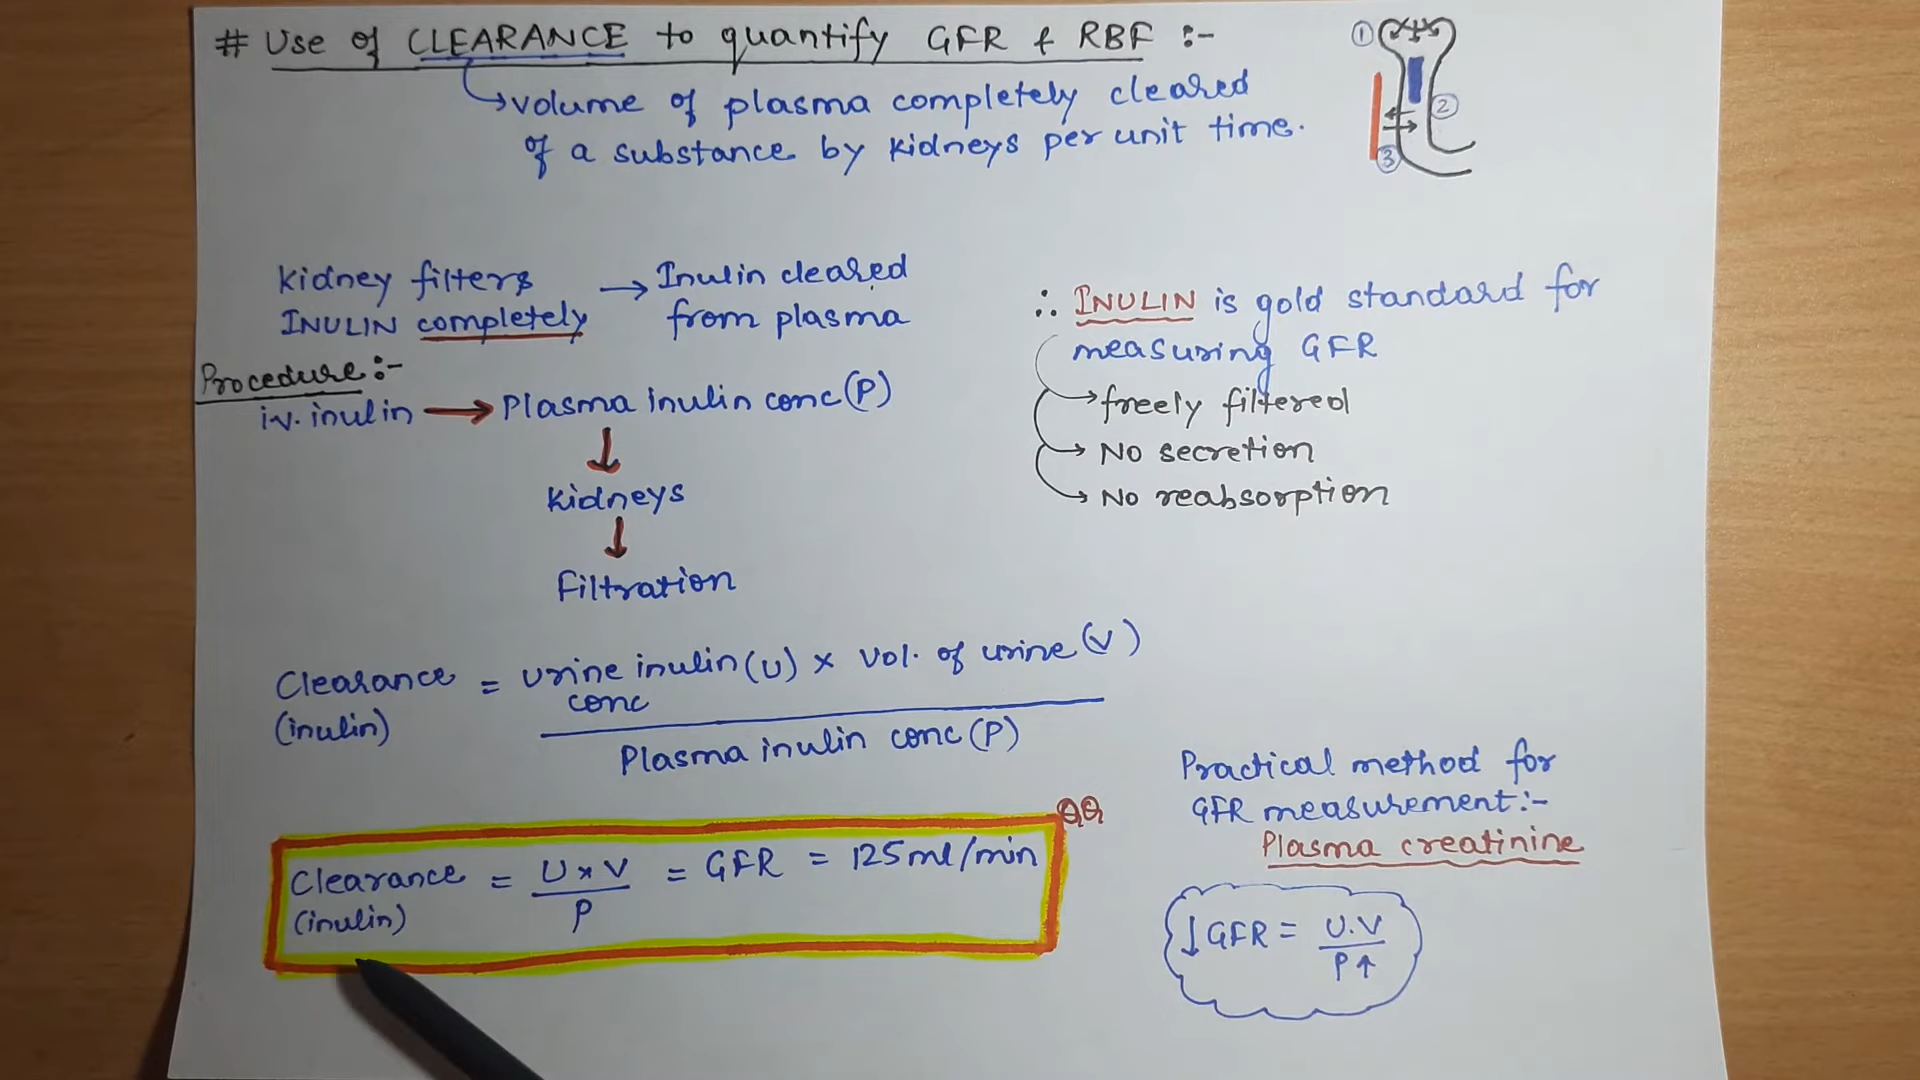 # Use of CLEARANCE to quantify GFR & RBF :-
→ volume of plasma completely cleared
of a substance by kidneys per unit time.
①
②
③
Kidney filters → Inulin cleared
INULIN completely from plasma
Procedure :-
i.v. inulin → Plasma inulin conc (P)
↓
Kidneys
↓
Filtration
∴ INULIN is gold standard for
measuring GFR
→ freely filtered
→ No secretion
→ No reabsorption
Clearance = urine inulin (U) × Vol. of urine (V)
(inulin) conc
Plasma inulin conc (P)
Clearance = U × V = GFR = 125 ml/min
(inulin) P
Practical method for
GFR measurement :-
Plasma creatinine
↓ GFR = U.V
P ↑